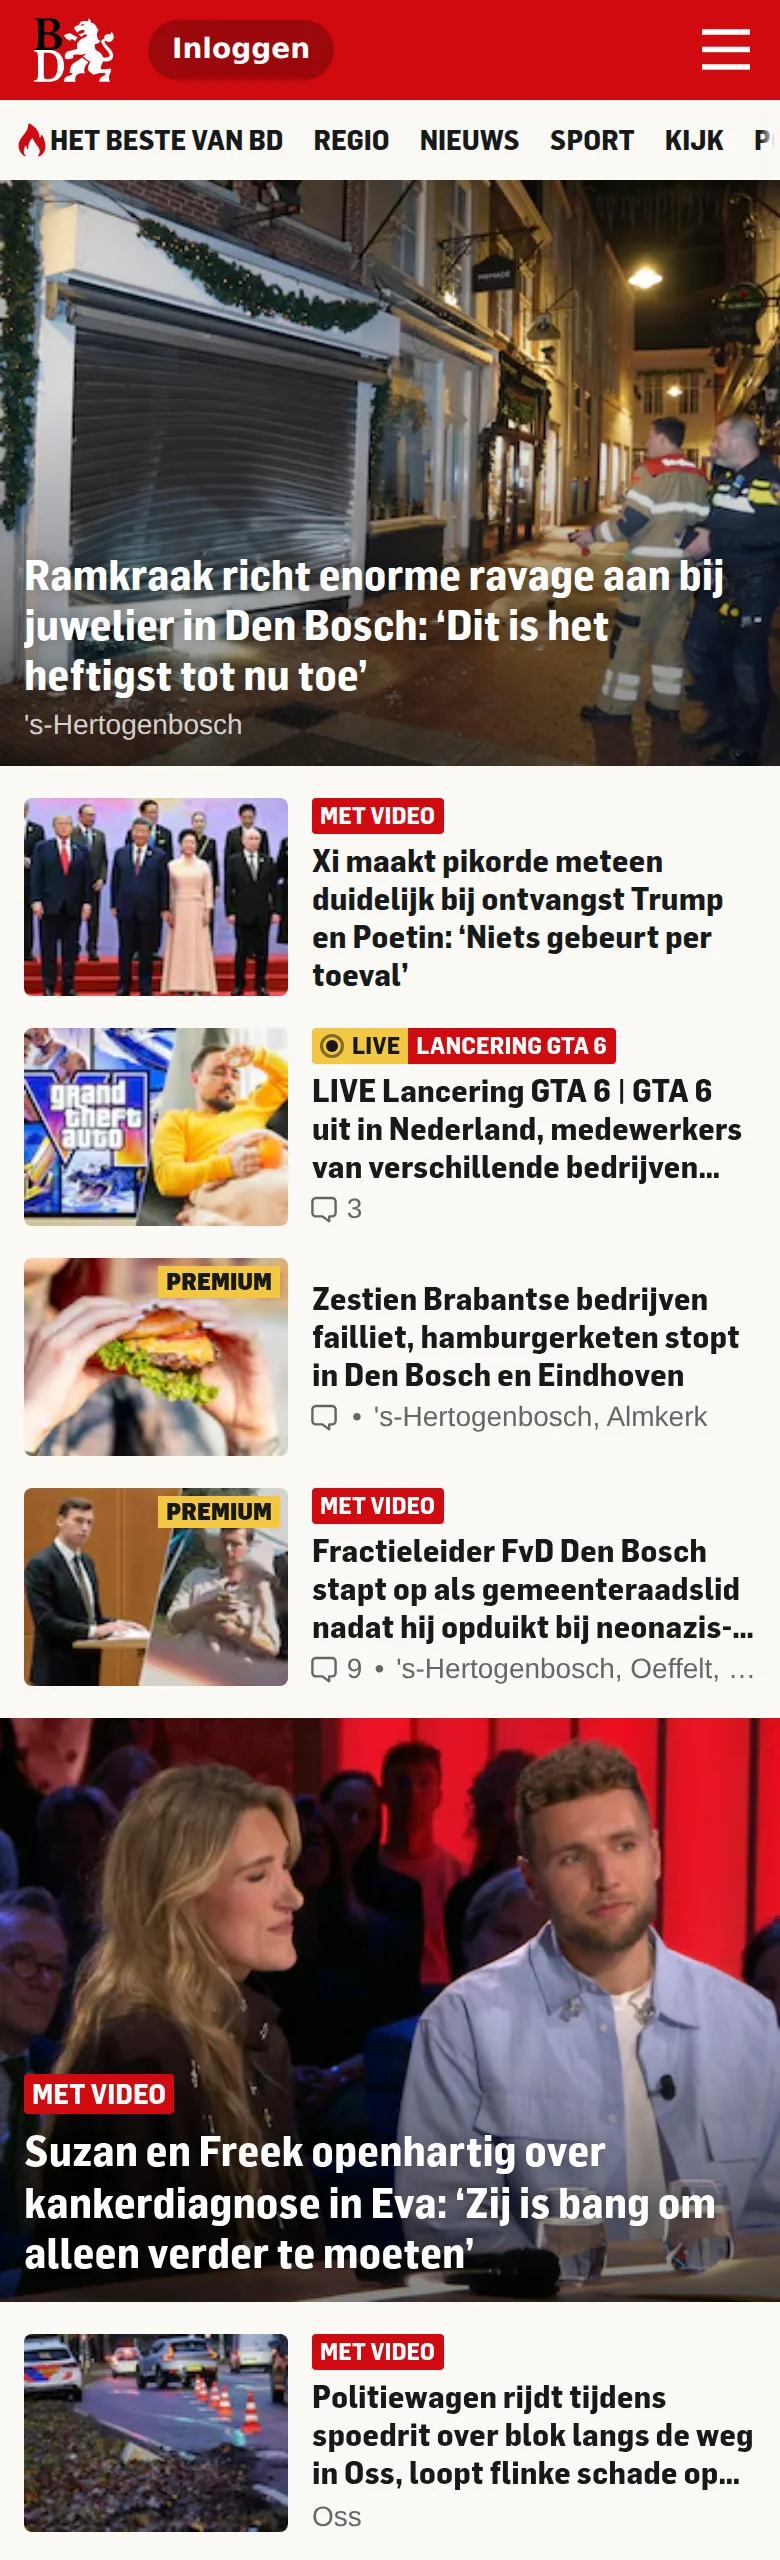 BD
Inloggen
HET BESTE VAN BD REGIO NIEUWS SPORT KIJK
MOMADE
Ramkraak richt enorme ravage aan bij
juwelier in Den Bosch: ‘Dit is het
heftigst tot nu toe’
's-Hertogenbosch
MET VIDEO
Xi maakt pikorde meteen
duidelijk bij ontvangst Trump
en Poetin: ‘Niets gebeurt per
toeval’
grand
theft
auto
LIVE LANCERING GTA 6
LIVE Lancering GTA 6 | GTA 6
uit in Nederland, medewerkers
van verschillende bedrijven...
3
PREMIUM
Zestien Brabantse bedrijven
failliet, hamburgerketen stopt
in Den Bosch en Eindhoven
• 's-Hertogenbosch, Almkerk
PREMIUM
MET VIDEO
Fractieleider FvD Den Bosch
stapt op als gemeenteraadslid
nadat hij opduikt bij neonazis-...
9 • 's-Hertogenbosch, Oeffelt, ...
MET VIDEO
Suzan en Freek openhartig over
kankerdiagnose in Eva: ‘Zij is bang om
alleen verder te moeten’
MET VIDEO
Politiewagen rijdt tijdens
spoedrit over blok langs de weg
in Oss, loopt flinke schade op...
Oss